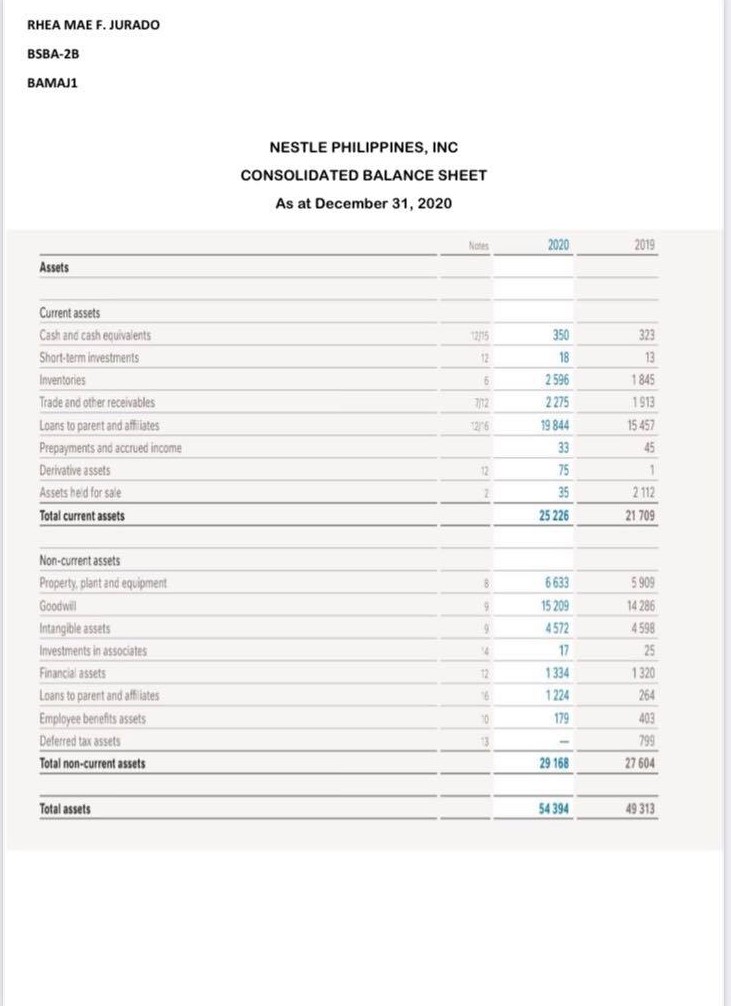 RHEA MAE F. JURADO
BSBA-2B
BAMAJ1
NESTLE PHILIPPINES, INC
CONSOLIDATED BALANCE SHEET
As at December 31, 2020
Notes 2020 2019
Assets
Current assets
Cash and cash equivalents 12/15 350 323
Short-term investments 12 18 13
Inventories 6 2 596 1 845
Trade and other receivables 7/12 2 275 1 913
Loans to parent and affiliates 12/16 19 844 15 457
Prepayments and accrued income 33 45
Derivative assets 12 75 1
Assets held for sale 2 35 2 112
Total current assets 25 226 21 709
Non-current assets
Property, plant and equipment 8 6 633 5 909
Goodwill 9 15 209 14 286
Intangible assets 9 4 572 4 598
Investments in associates 14 17 25
Financial assets 12 1 334 1 320
Loans to parent and affiliates 16 1 224 264
Employee benefits assets 10 179 403
Deferred tax assets 13 — 799
Total non-current assets 29 168 27 604
Total assets 54 394 49 313